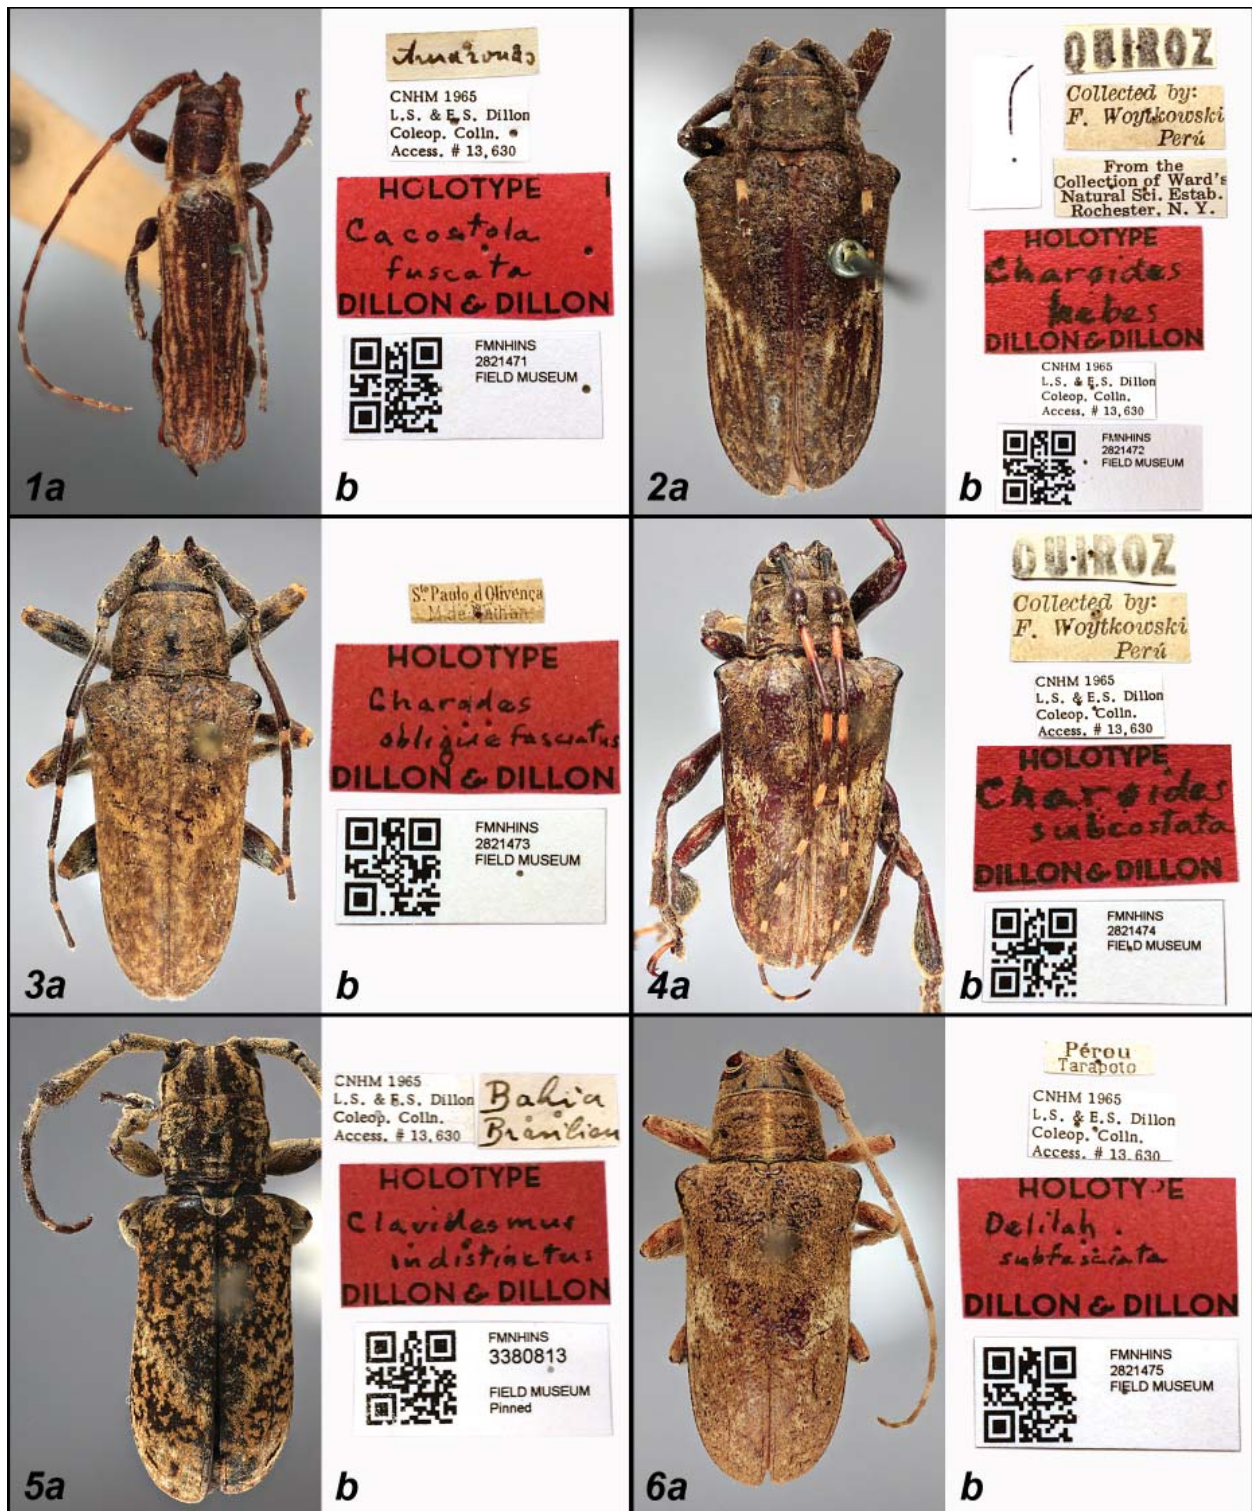 Amazonas
CNHM 1965
L.S. & E.S. Dillon
Coleop. Colln.
Access. # 13,630
HOLOTYPE
Cacostola
fuscata
DILLON & DILLON
FMNHINS
2821471
FIELD MUSEUM
1a
b
QUIROZ
Collected by:
F. Woytkowski
Perú
From the
Collection of Ward's
Natural Sci. Estab.
Rochester, N. Y.
HOLOTYPE
Charoides
hebes
DILLON & DILLON
CNHM 1965
L.S. & E.S. Dillon
Coleop. Colln.
Access. # 13,630
FMNHINS
2821472
FIELD MUSEUM
2a
b
Sto Paulo d Olivença
M. de Mathan
HOLOTYPE
Charoides
obliquefasciatus
DILLON & DILLON
FMNHINS
2821473
FIELD MUSEUM
3a
b
QUIROZ
Collected by:
F. Woytkowski
Perú
CNHM 1965
L.S. & E.S. Dillon
Coleop. Colln.
Access. # 13,630
HOLOTYPE
Charoides
subcostata
DILLON & DILLON
FMNHINS
2821474
FIELD MUSEUM
4a
b
CNHM 1965
L.S. & E.S. Dillon
Coleop. Colln.
Access. # 13,630
Bahia
Brasilien
HOLOTYPE
Clavidesmus
indistinctus
DILLON & DILLON
FMNHINS
3380813
FIELD MUSEUM
Pinned
5a
b
Pérou
Tarapoto
CNHM 1965
L.S. & E.S. Dillon
Coleop. Colln.
Access. # 13,630
HOLOTYPE
Delilah
subfasciata
DILLON & DILLON
FMNHINS
2821475
FIELD MUSEUM
6a
b